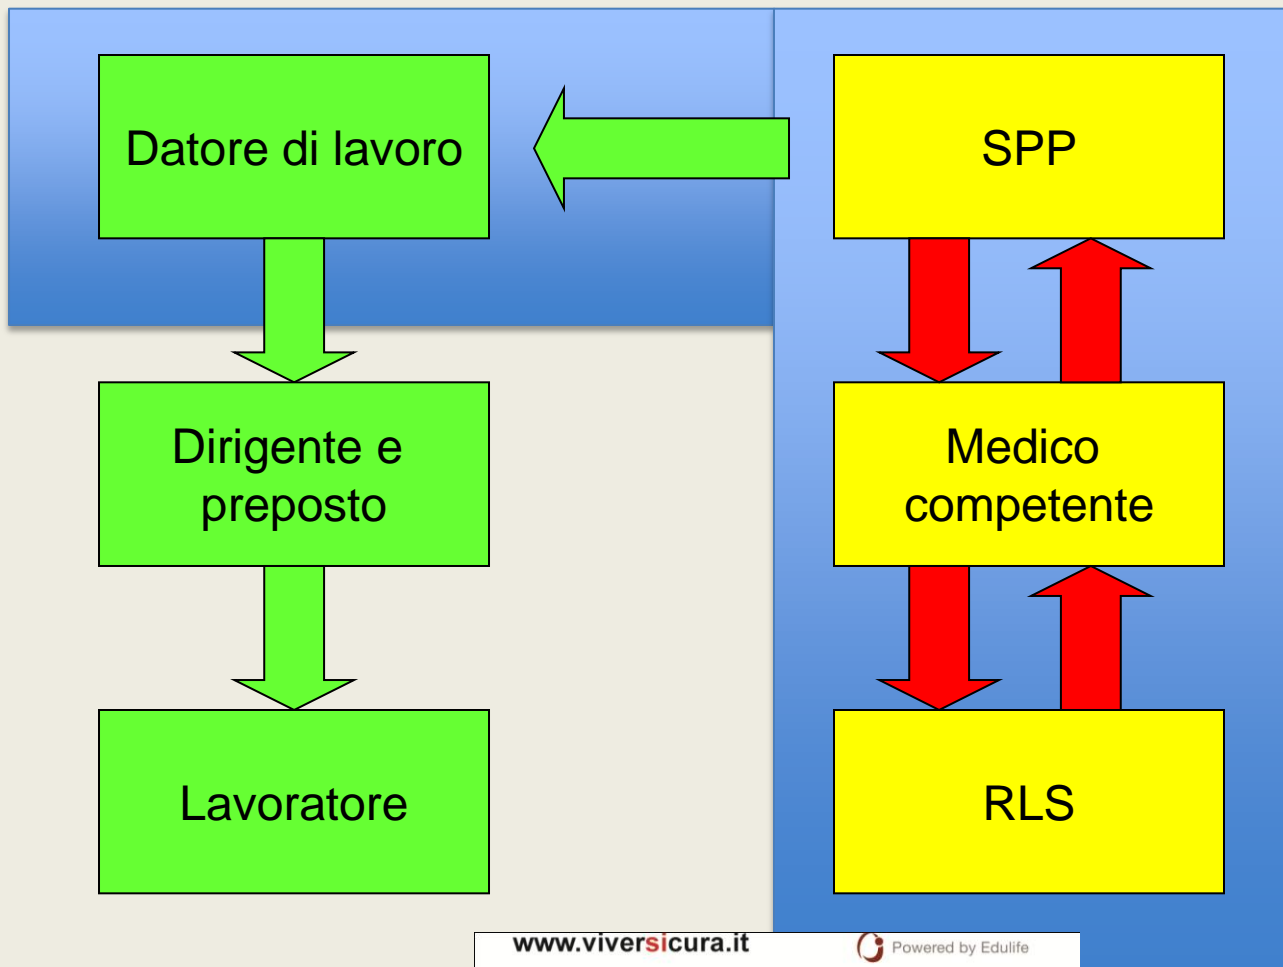 Datore di lavoro
SPP
Dirigente e
preposto
Medico
competente
Lavoratore
RLS
www.viversicura.it
Powered by Edulife